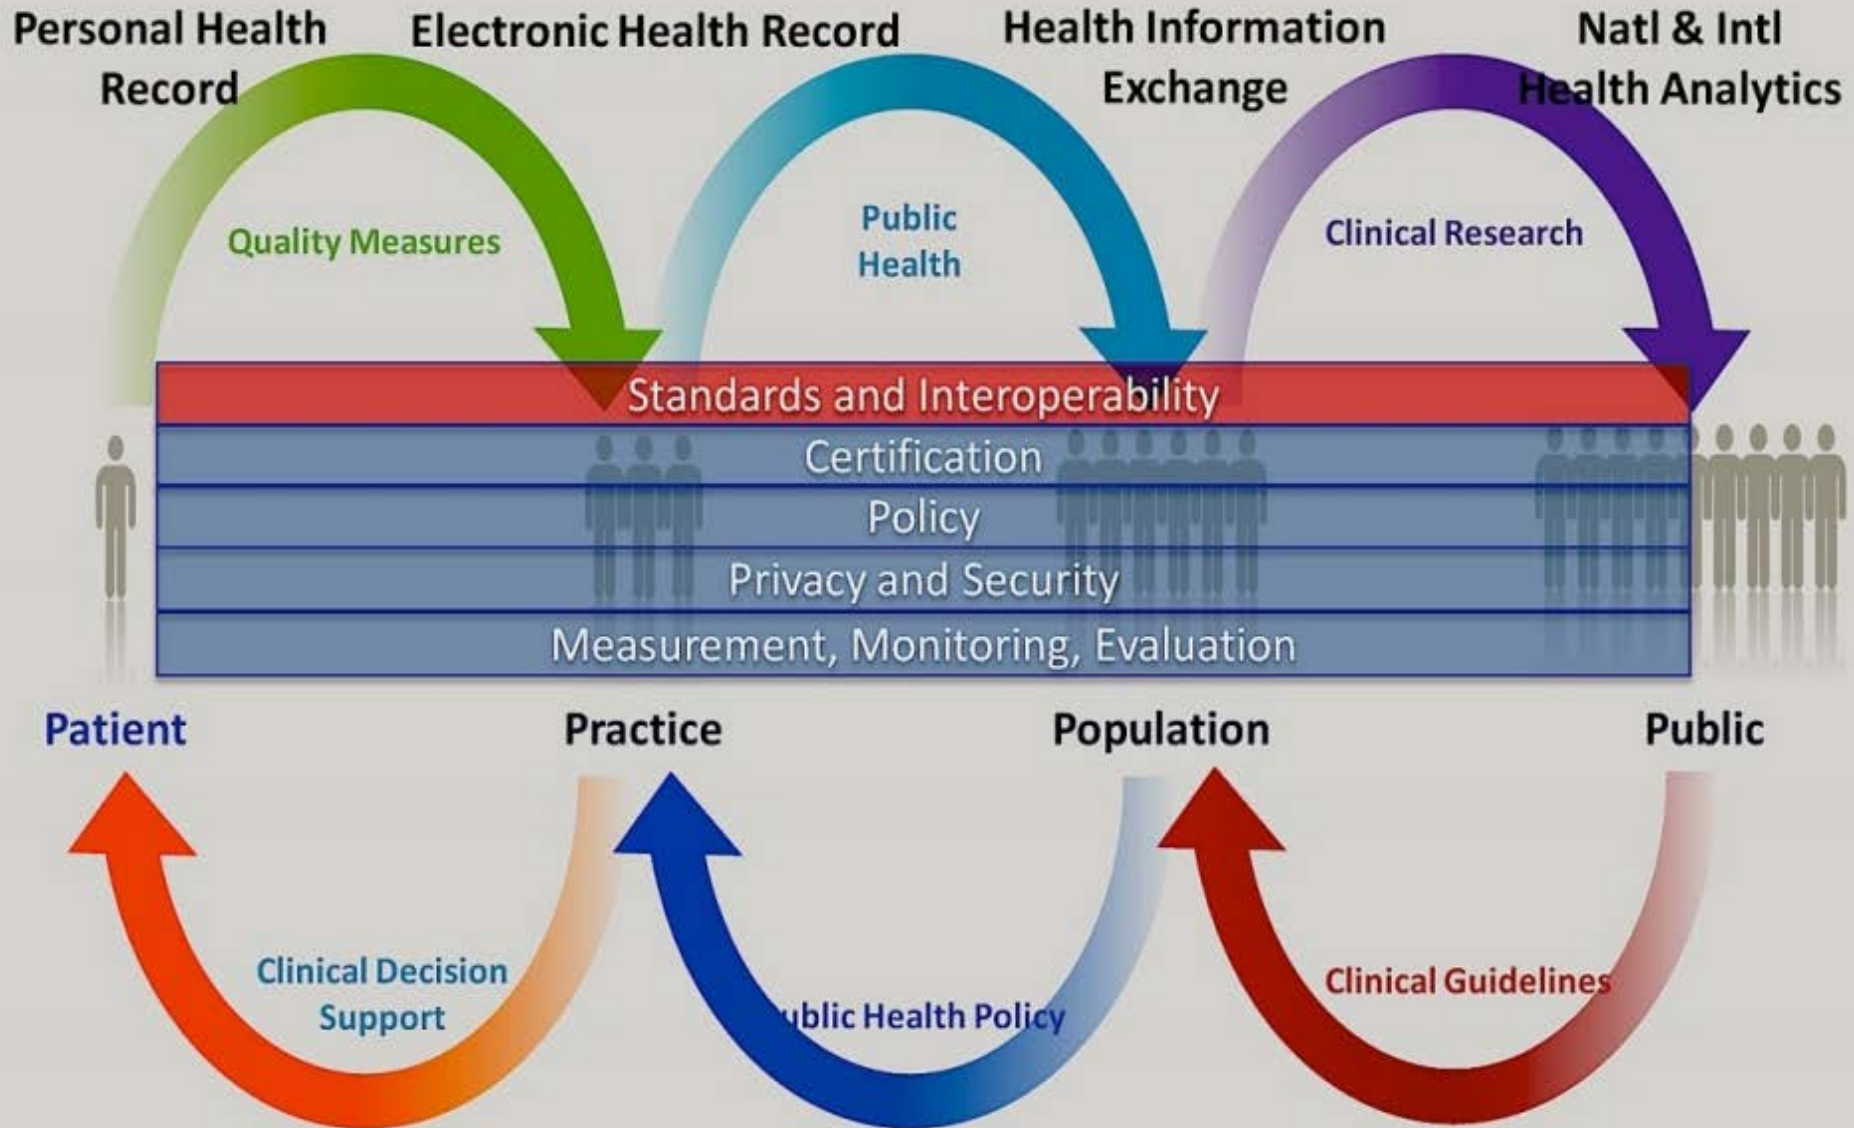 Personal Health
Record
Electronic Health Record
Health Information
Exchange
Natl & Intl
Health Analytics
Quality Measures
Public
Health
Clinical Research
Standards and Interoperability
Certification
Policy
Privacy and Security
Measurement, Monitoring, Evaluation
Patient
Practice
Population
Public
Clinical Decision
Support
ublic Health Policy
Clinical Guidelines